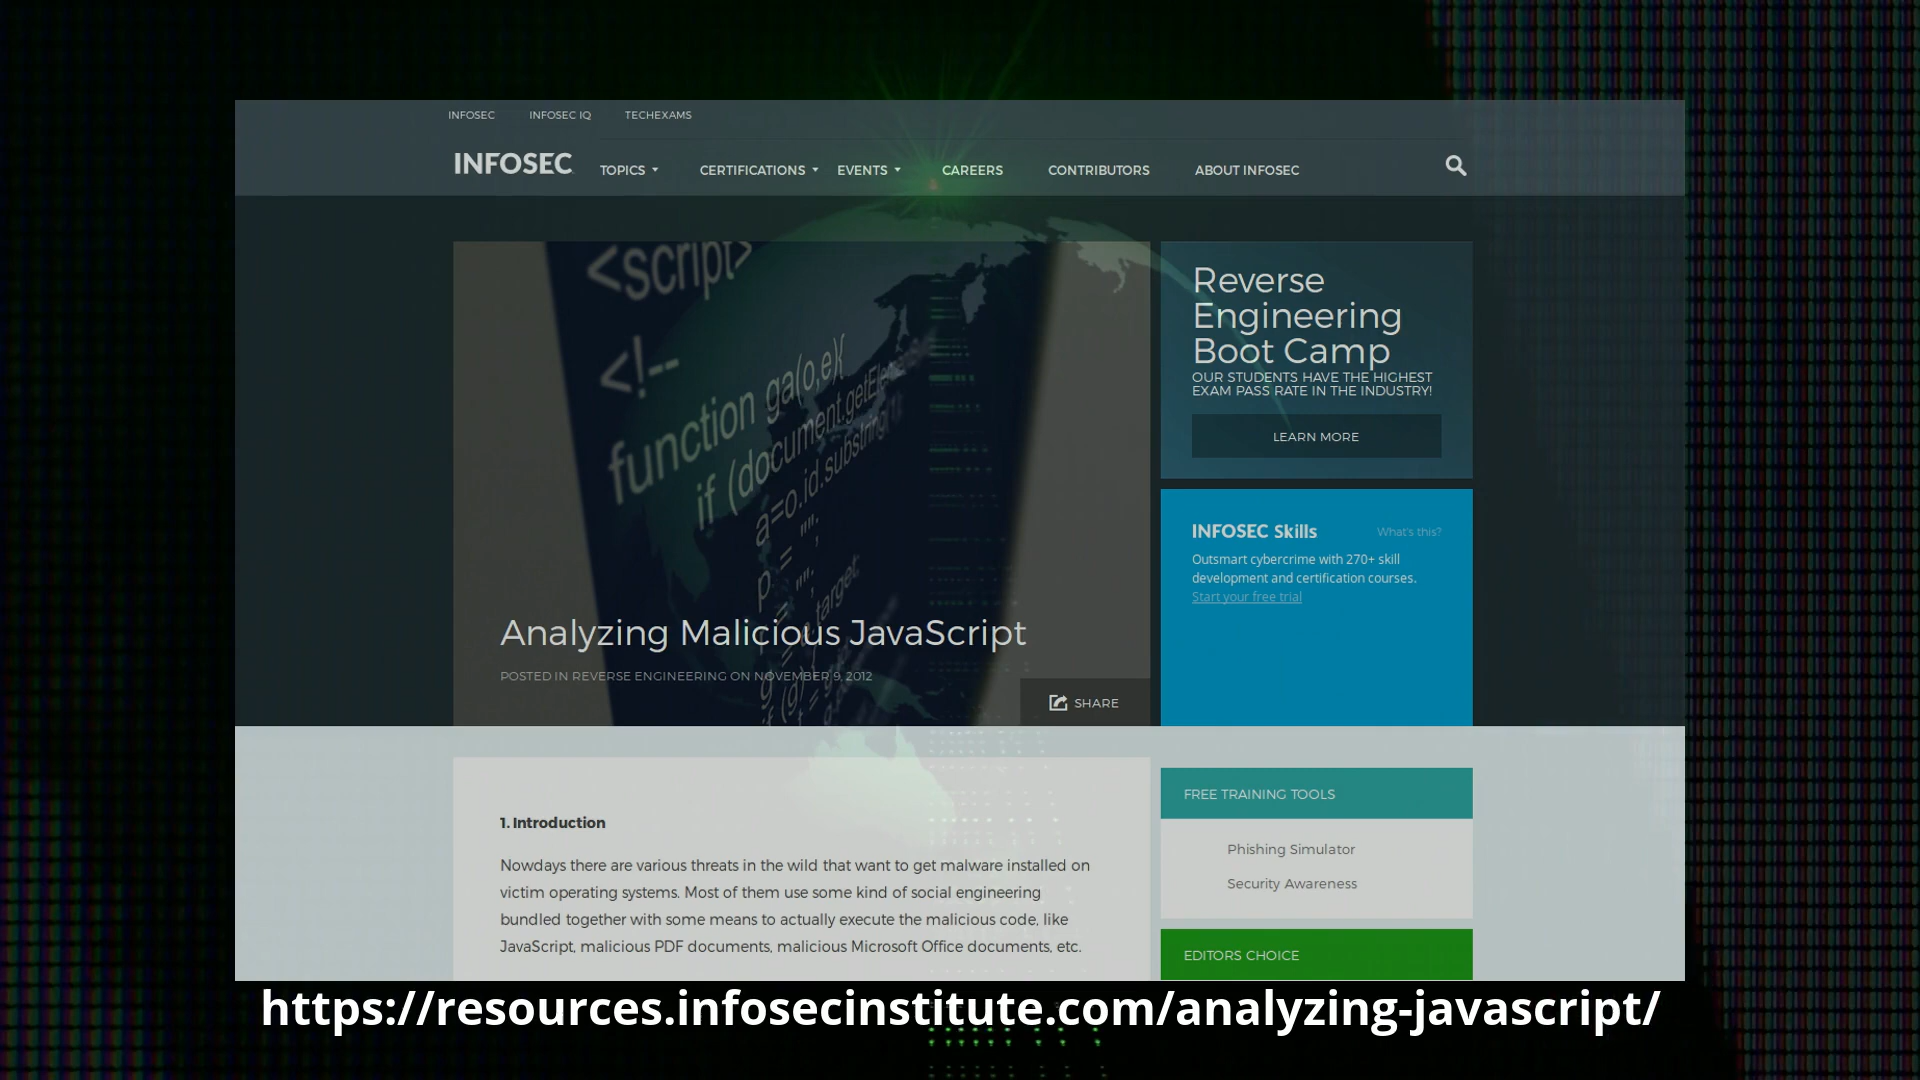 INFOSEC INFOSEC IQ TECHEXAMS
INFOSEC TOPICS CERTIFICATIONS EVENTS CAREERS CONTRIBUTORS ABOUT INFOSEC
<script>
<!--
function ga(o,e){
if (document.getElem
a=o.id.substring(1);
p = "";
= "";
target;
Analyzing Malicious JavaScript
POSTED IN REVERSE ENGINEERING ON NOVEMBER 9, 2012
SHARE
Reverse
Engineering
Boot Camp
OUR STUDENTS HAVE THE HIGHEST
EXAM PASS RATE IN THE INDUSTRY!
LEARN MORE
INFOSEC Skills What's this?
Outsmart cybercrime with 270+ skill
development and certification courses.
Start your free trial
1. Introduction
Nowdays there are various threats in the wild that want to get malware installed on
victim operating systems. Most of them use some kind of social engineering
bundled together with some means to actually execute the malicious code, like
JavaScript, malicious PDF documents, malicious Microsoft Office documents, etc.
FREE TRAINING TOOLS
Phishing Simulator
Security Awareness
EDITORS CHOICE
https://resources.infosecinstitute.com/analyzing-javascript/